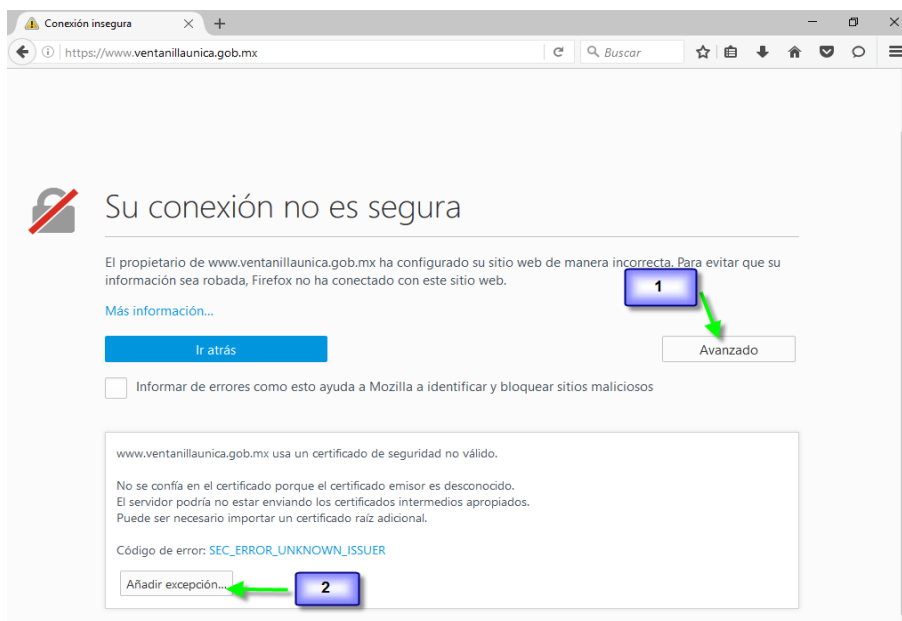 Conexión insegura
https://www.ventanillaunica.gob.mx
Buscar
Su conexión no es segura
El propietario de www.ventanillaunica.gob.mx ha configurado su sitio web de manera incorrecta. Para evitar que su
información sea robada, Firefox no ha conectado con este sitio web.
1
Más información...
Ir atrás
Avanzado
Informar de errores como esto ayuda a Mozilla a identificar y bloquear sitios maliciosos
www.ventanillaunica.gob.mx usa un certificado de seguridad no válido.
No se confía en el certificado porque el certificado emisor es desconocido.
El servidor podría no estar enviando los certificados intermedios apropiados.
Puede ser necesario importar un certificado raíz adicional.
Código de error: SEC_ERROR_UNKNOWN_ISSUER
Añadir excepción...
2